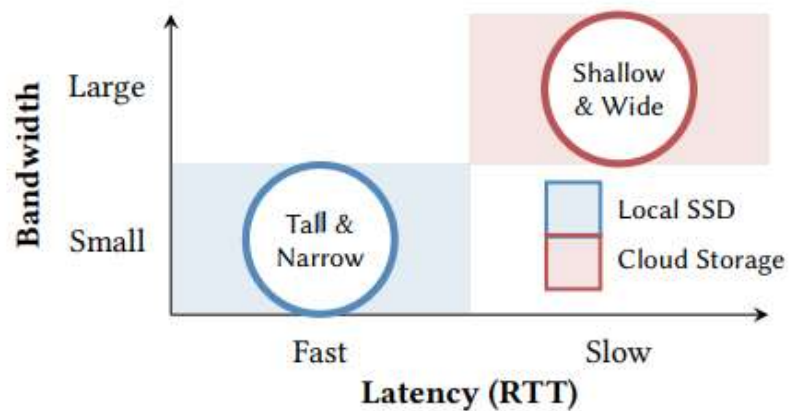 Bandwidth
Large
Small
Shallow
& Wide
Tall &
Narrow
Local SSD
Cloud Storage
Fast
Slow
Latency (RTT)